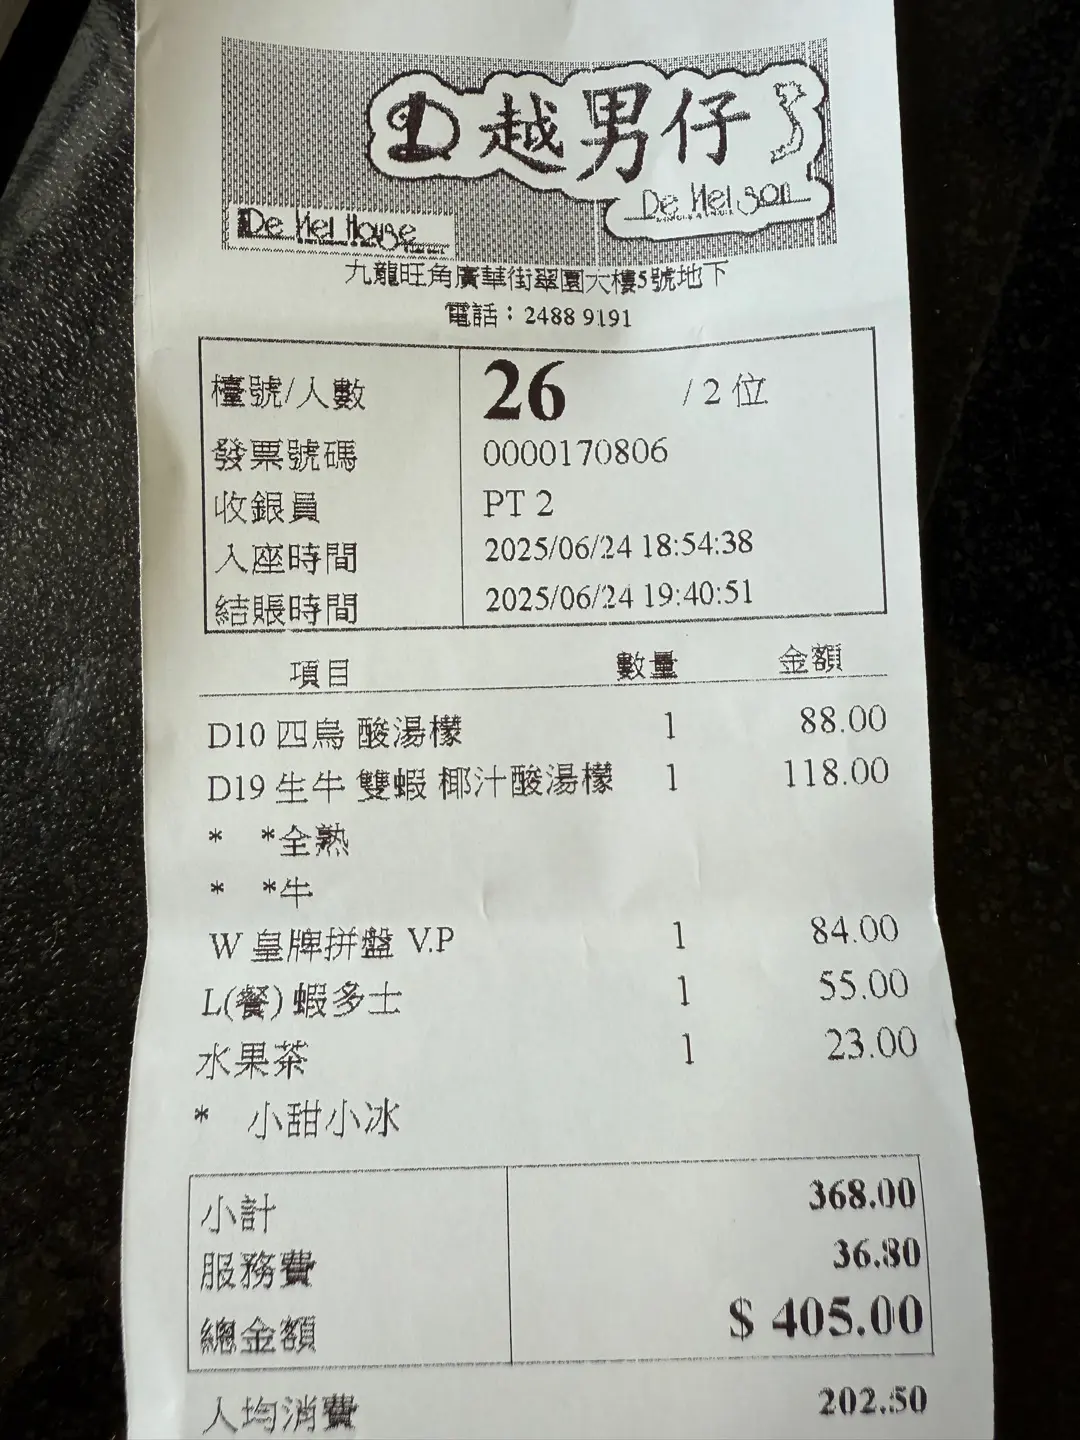 越男仔
De Mei son
De Mei House
九龍旺角廣華街翠園大樓5號地下
電話：2488 9191
檯號/人數 26 / 2 位
發票號碼 0000170806
收銀員 PT 2
入座時間 2025/06/24 18:54:38
結賬時間 2025/06/24 19:40:51
項目 數量 金額
D10 四烏 酸湯檬 1 88.00
D19 生牛 雙蝦 椰汁酸湯檬 1 118.00
* *全熟
* *牛
W 皇牌拼盤 V.P 1 84.00
L(餐) 蝦多士 1 55.00
水果茶 1 23.00
* 小甜小冰
小計 368.00
服務費 36.80
總金額 $ 405.00
人均消費 202.50